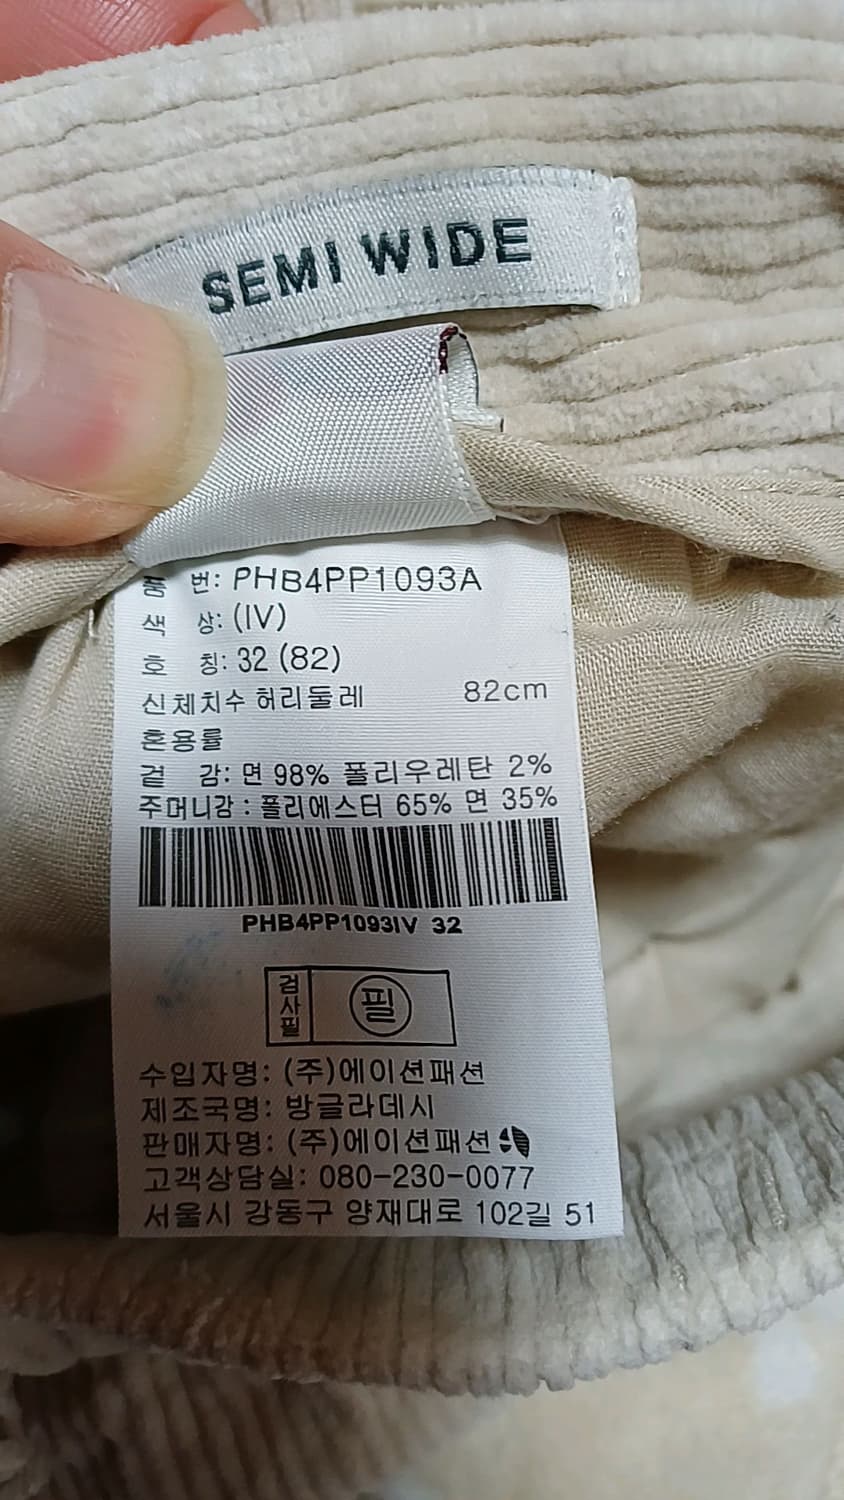 SEMI WIDE
품 번: PHB4PP1093A
색 상: (IV)
호 칭: 32 (82)
신체치수 허리둘레 82cm
혼용률
겉 감: 면 98% 폴리우레탄 2%
주머니감 : 폴리에스터 65% 면 35%
PHB4PP1093IV 32
검사필 필
수입자명: (주)에이션패션
제조국명: 방글라데시
판매자명: (주)에이션패션
고객상담실: 080-230-0077
서울시 강동구 양재대로 102길 51